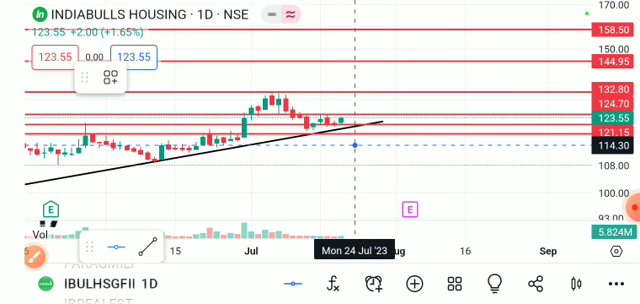 INDIABULLS HOUSING · 1D · NSE
170.00
123.55 +2.00 (+1.65%)
158.50
123.55 0.00 123.55
150.00
144.95
132.80
124.70
123.55
121.15
114.30
108.00
100.00
93.00
E E
Vol
5.824M
15 Jul Mon 24 Jul '23 Aug 16 Sep
IBULHSGFII 1D